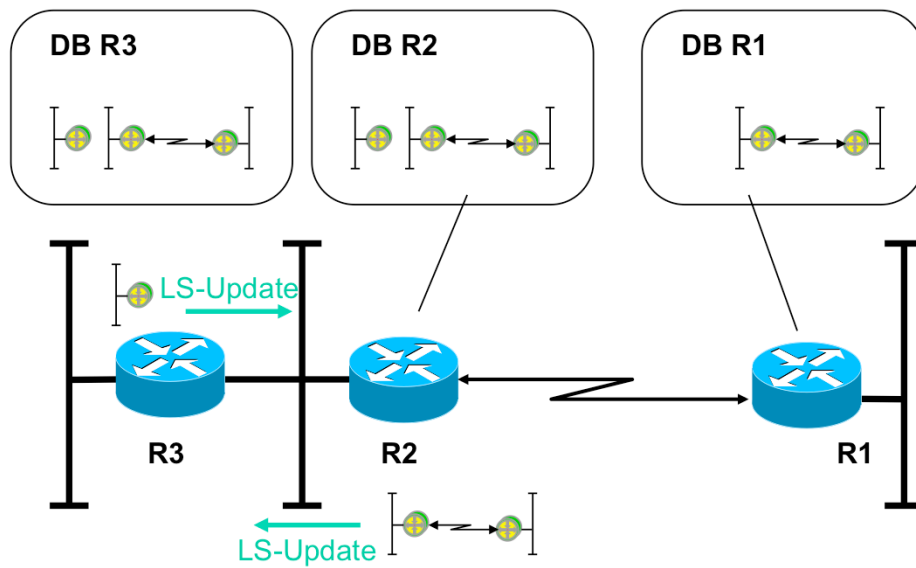 DB R3
DB R2
DB R1
LS-Update
R3
R2
R1
LS-Update